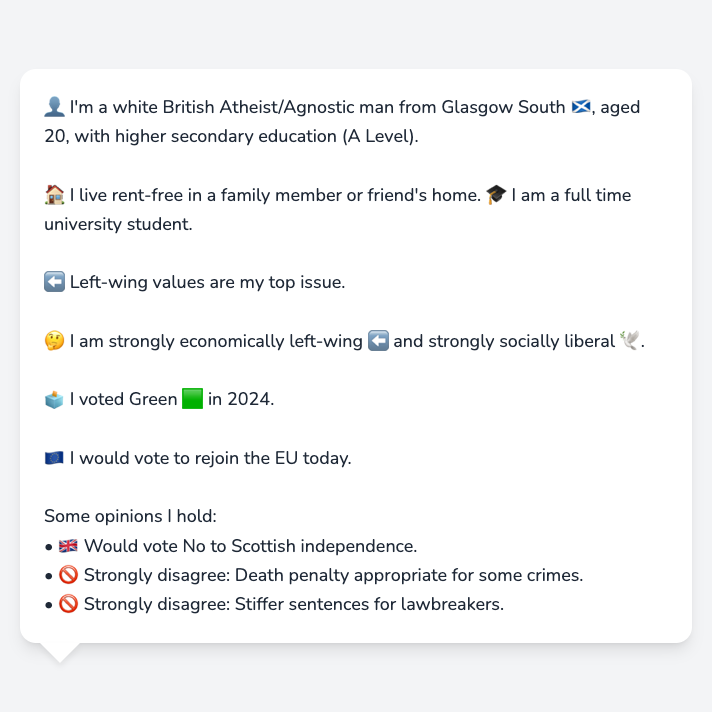 👤 I'm a white British Atheist/Agnostic man from Glasgow South 🏴󠁧󠁢󠁳󠁣󠁴󠁿, aged
20, with higher secondary education (A Level).
🏠 I live rent-free in a family member or friend's home. 🎓 I am a full time
university student.
⬅️ Left-wing values are my top issue.
🤔 I am strongly economically left-wing ⬅️ and strongly socially liberal 🕊️.
🗳️ I voted Green 🟩 in 2024.
🇪🇺 I would vote to rejoin the EU today.
Some opinions I hold:
• 🇬🇧 Would vote No to Scottish independence.
• 🚫 Strongly disagree: Death penalty appropriate for some crimes.
• 🚫 Strongly disagree: Stiffer sentences for lawbreakers.